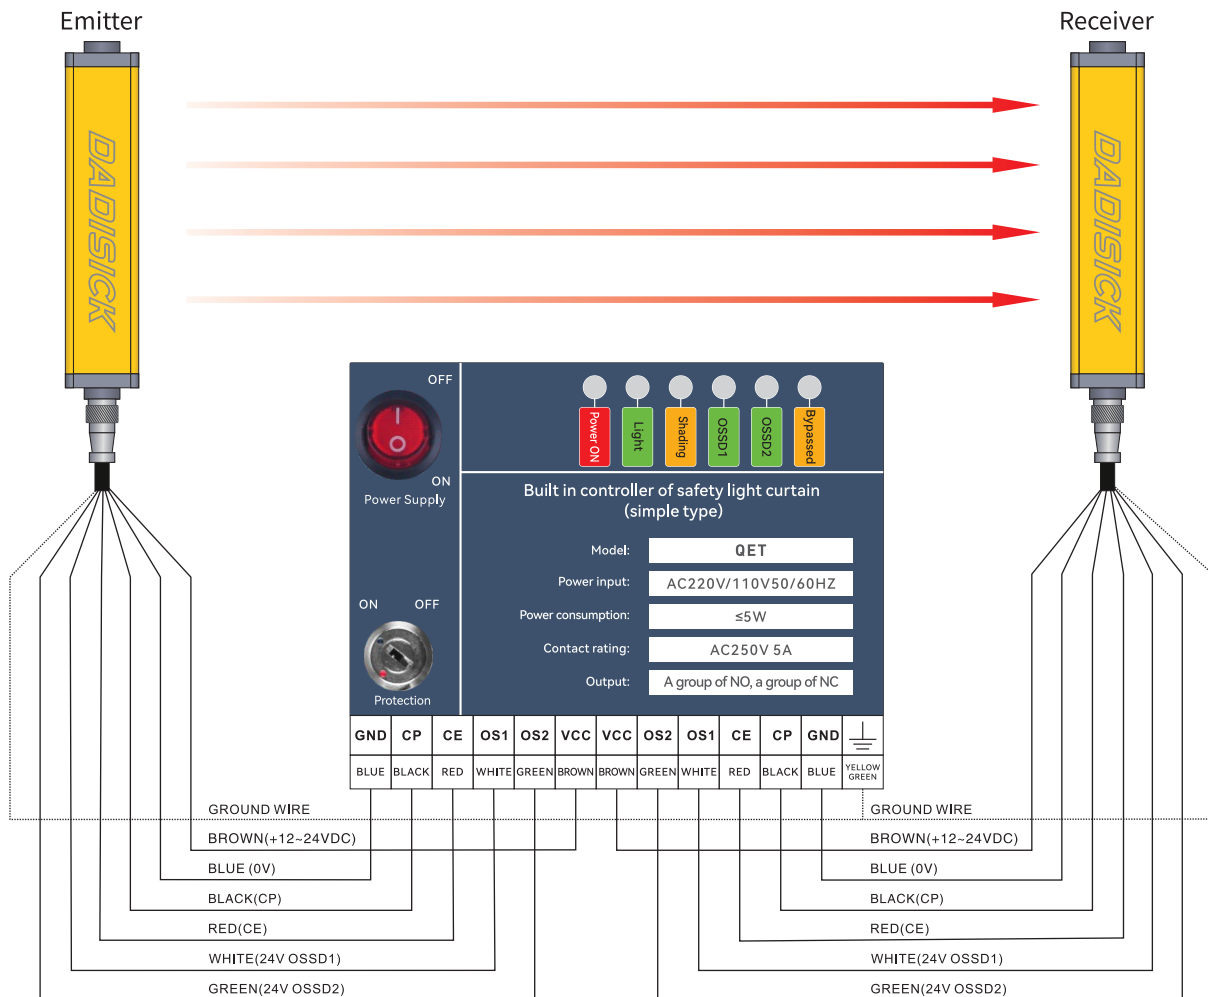 Emitter
Receiver
DADISICK
DADISICK
OFF
I
O
ON
Power Supply
Power ON
Light
Shading
OSSD1
OSSD2
Bypassed
Built in controller of safety light curtain
(simple type)
Model: QET
Power input: AC220V/110V50/60HZ
Power consumption: ≤5W
Contact rating: AC250V 5A
Output: A group of NO, a group of NC
ON OFF
Protection
GND CP CE OS1 OS2 VCC VCC OS2 OS1 CE CP GND
BLUE BLACK RED WHITE GREEN BROWN BROWN GREEN WHITE RED BLACK BLUE YELLOW
GREEN
GROUND WIRE GROUND WIRE
BROWN(+12~24VDC) BROWN(+12~24VDC)
BLUE (0V) BLUE (0V)
BLACK(CP) BLACK(CP)
RED(CE) RED(CE)
WHITE(24V OSSD1) WHITE(24V OSSD1)
GREEN(24V OSSD2) GREEN(24V OSSD2)